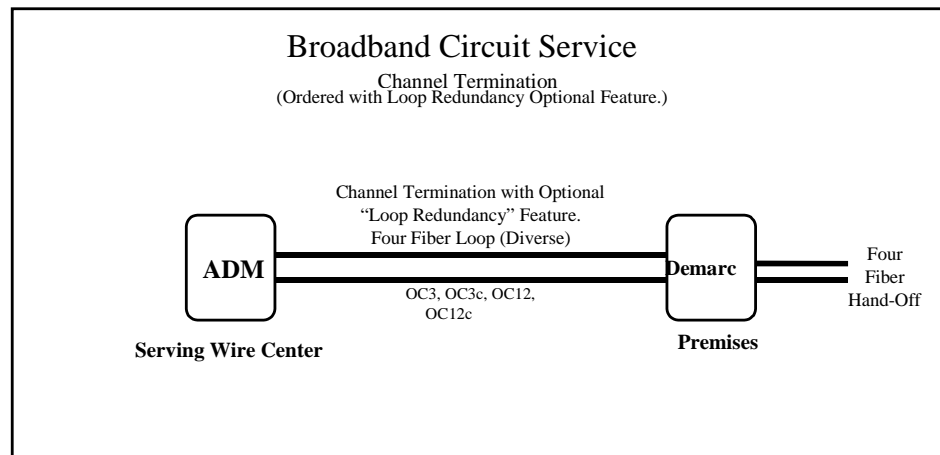 Broadband Circuit Service
Channel Termination
(Ordered with Loop Redundancy Optional Feature.)
Channel Termination with Optional
“Loop Redundancy” Feature.
Four Fiber Loop (Diverse)
ADM
Demarc
Four
Fiber
Hand-Off
OC3, OC3c, OC12,
OC12c
Serving Wire Center
Premises